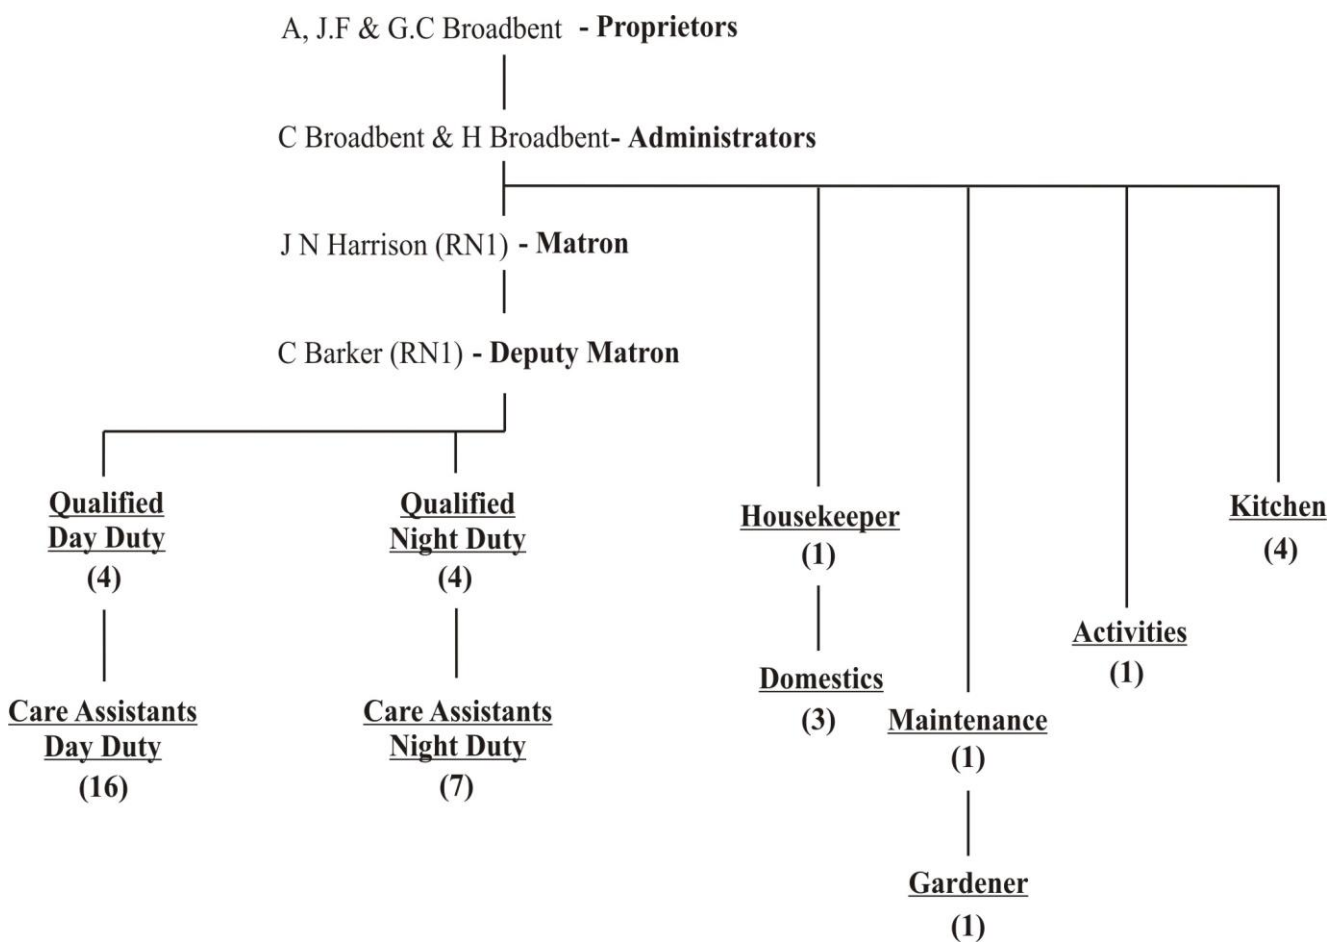 A, J.F & G.C Broadbent - Proprietors
C Broadbent & H Broadbent- Administrators
J N Harrison (RN1) - Matron
C Barker (RN1) - Deputy Matron
Qualified
Day Duty
(4)
Qualified
Night Duty
(4)
Housekeeper
(1)
Kitchen
(4)
Care Assistants
Day Duty
(16)
Care Assistants
Night Duty
(7)
Domestics
(3)
Maintenance
(1)
Activities
(1)
Gardener
(1)